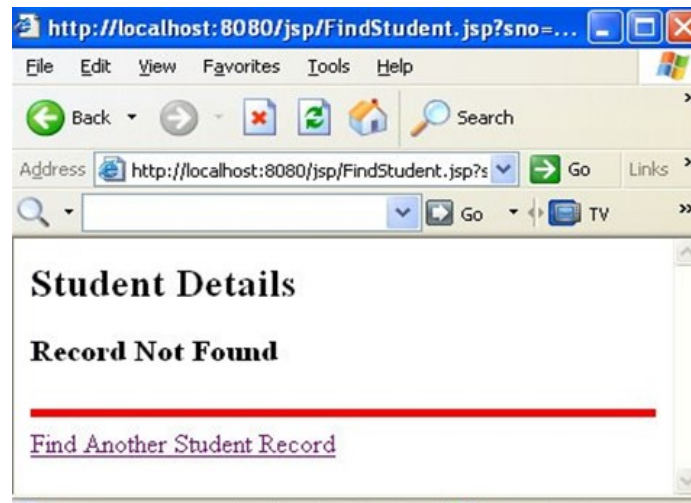 http://localhost:8080/jsp/FindStudent.jsp?sno=...
File Edit View Favorites Tools Help
Back Search
Address http://localhost:8080/jsp/FindStudent.jsp?s Go Links »
Go TV »
Student Details
Record Not Found
Find Another Student Record